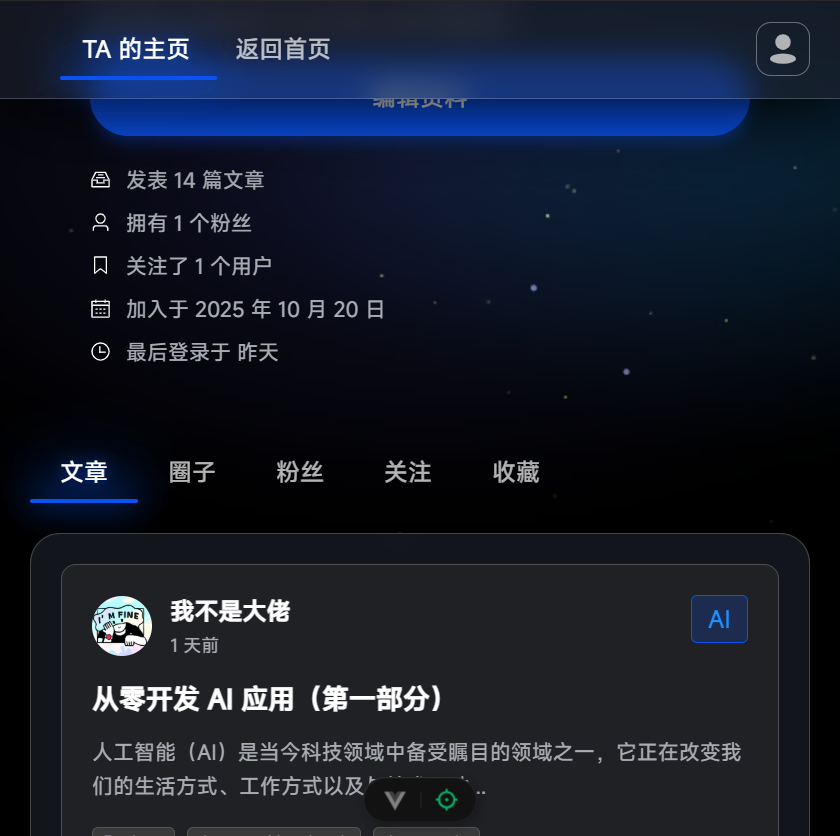 TA 的主页
返回首页
编辑资料
发表 14 篇文章
拥有 1 个粉丝
关注了 1 个用户
加入于 2025 年 10 月 20 日
最后登录于 昨天
文章
圈子
粉丝
关注
收藏
I'M FINE
我不是大佬
1 天前
AI
从零开发 AI 应用（第一部分）
人工智能（AI）是当今科技领域中备受瞩目的领域之一，它正在改变我
们的生活方式、工作方式以及